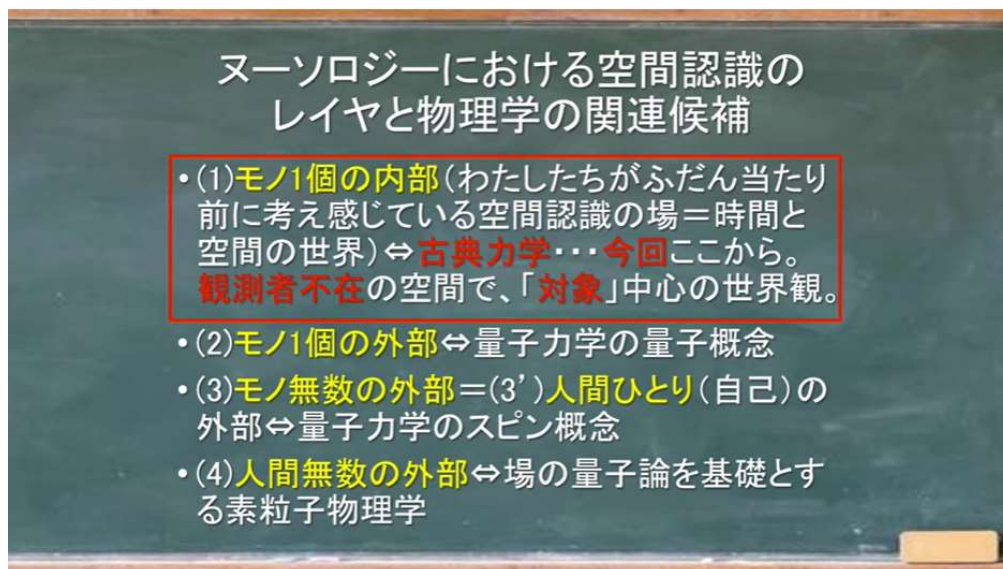 ヌーソロジーにおける空間認識の
レイヤと物理学の関連候補
•(1)モノ1個の内部(わたしたちがふだん当たり
前に考え感じている空間認識の場=時間と
空間の世界)⇔古典力学・・・今回ここから。
観測者不在の空間で、「対象」中心の世界観。
•(2)モノ1個の外部⇔量子力学の量子概念
•(3)モノ無数の外部=(3’)人間ひとり(自己)の
外部⇔量子力学のスピン概念
•(4)人間無数の外部⇔場の量子論を基礎とす
る素粒子物理学